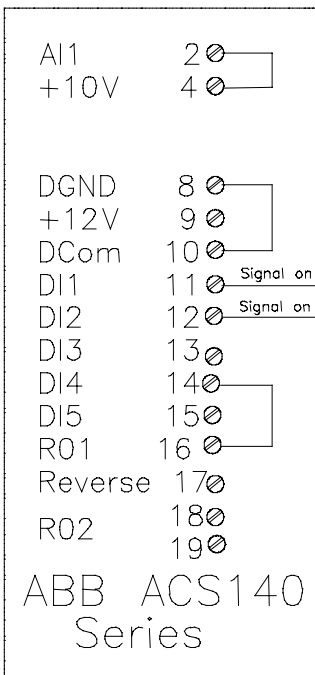 AI1 2
+10V 4
DGND 8
+12V 9
DCom 10
DI1 11 Signal on
DI2 12 Signal on
DI3 13
DI4 14
DI5 15
RO1 16
Reverse 17
RO2 18
19
ABB ACS140
Series